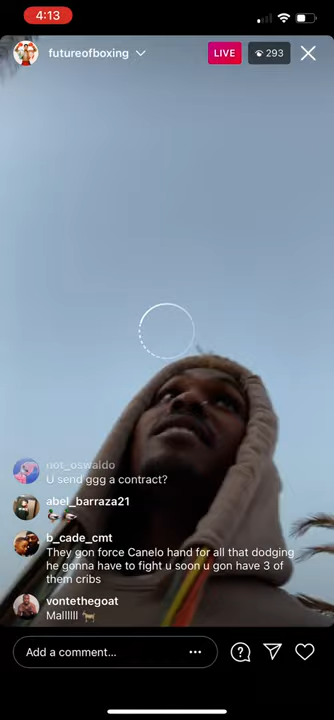 4:13
futureofboxing
LIVE
293
not_oswaldo
U send ggg a contract?
abel_barraza21
b_cade_cmt
They gon force Canelo hand for all that dodging
he gonna have to fight u soon u gon have 3 of
them cribs
vontethegoat
Mallllll
Add a comment...